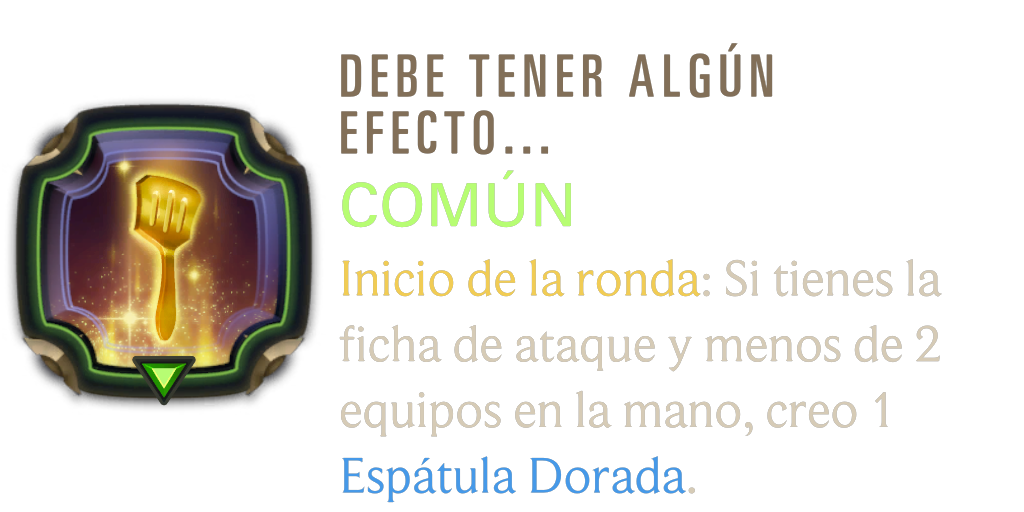 DEBE TENER ALGÚN
EFECTO...
COMÚN
Inicio de la ronda: Si tienes la
ficha de ataque y menos de 2
equipos en la mano, creo 1
Espátula Dorada.